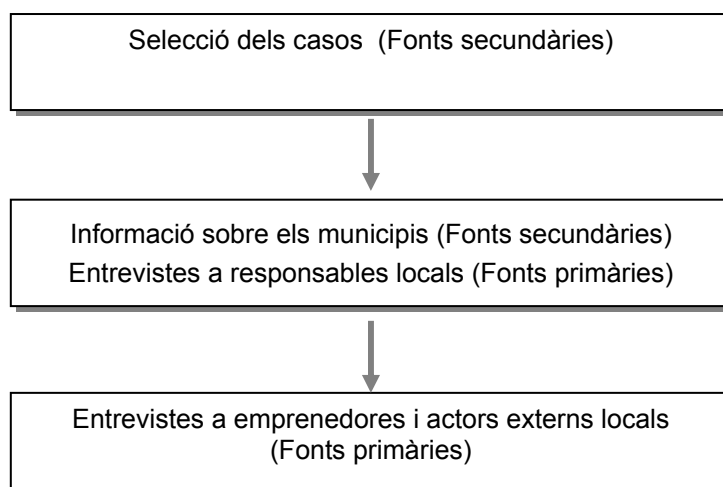 Selecció dels casos (Fonts secundàries)
Informació sobre els municipis (Fonts secundàries)
Entrevistes a responsables locals (Fonts primàries)
Entrevistes a emprenedores i actors externs locals
(Fonts primàries)